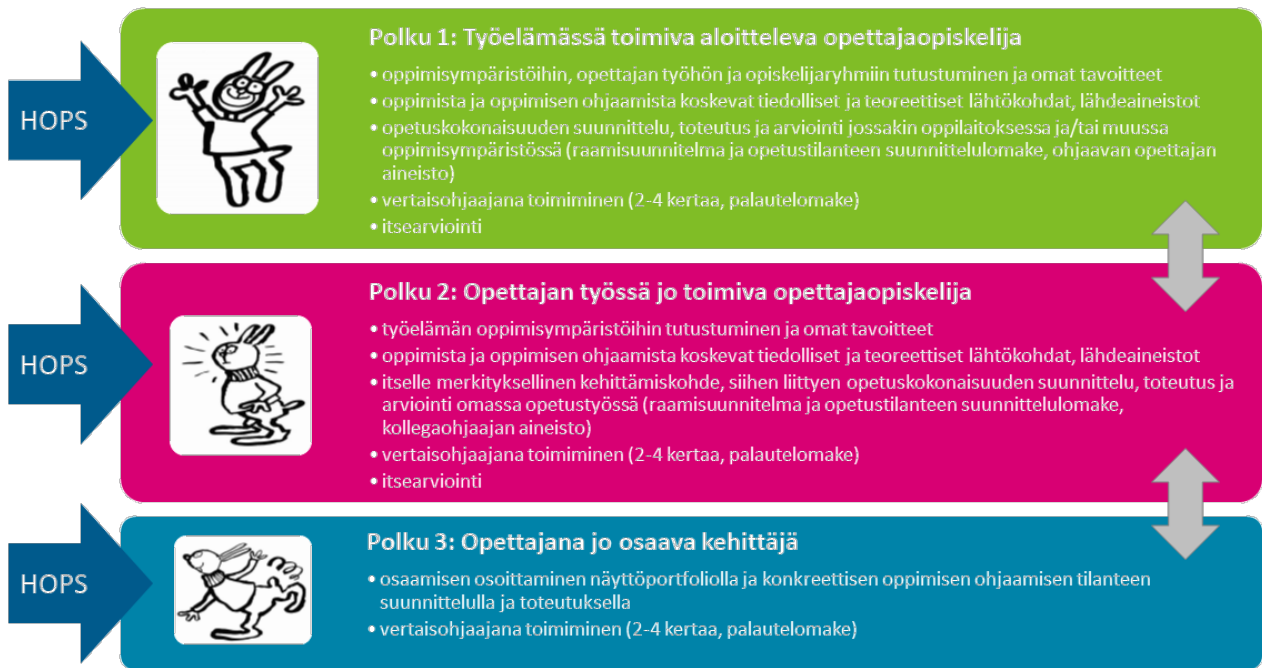 Polku 1: Työelämässä toimiva aloitteleva opettajaopiskelija
HOPS
• oppimisympäristöihin, opettajan työhön ja opiskelijaryhmiin tutustuminen ja omat tavoitteet
• oppimista ja oppimisen ohjaamista koskevat tiedolliset ja teoreettiset lähtökohdat, lähdeaineistot
• opetuskokonaisuuden suunnittelu, toteutus ja arviointi jossakin oppilaitoksessa ja/tai muussa
oppimisympäristössä (raamisuunnitelma ja opetustilanteen suunnittelulomake, ohjaavan opettajan
aineisto)
• vertaisohjaajana toimiminen (2-4 kertaa, palautelomake)
• itsearviointi
Polku 2: Opettajan työssä jo toimiva opettajaopiskelija
HOPS
• työelämän oppimisympäristöihin tutustuminen ja omat tavoitteet
• oppimista ja oppimisen ohjaamista koskevat tiedolliset ja teoreettiset lähtökohdat, lähdeaineistot
• itselle merkityksellinen kehittämiskohde, siihen liittyen opetuskokonaisuuden suunnittelu, toteutus ja
arviointi omassa opetustyössä (raamisuunnitelma ja opetustilanteen suunnittelulomake,
kollegaohjaajan aineisto)
• vertaisohjaajana toimiminen (2-4 kertaa, palautelomake)
• itsearviointi
Polku 3: Opettajana jo osaava kehittäjä
HOPS
• osaamisen osoittaminen näyttöportfoliolla ja konkreettisen oppimisen ohjaamisen tilanteen
suunnittelulla ja toteutuksella
• vertaisohjaajana toimiminen (2-4 kertaa, palautelomake)